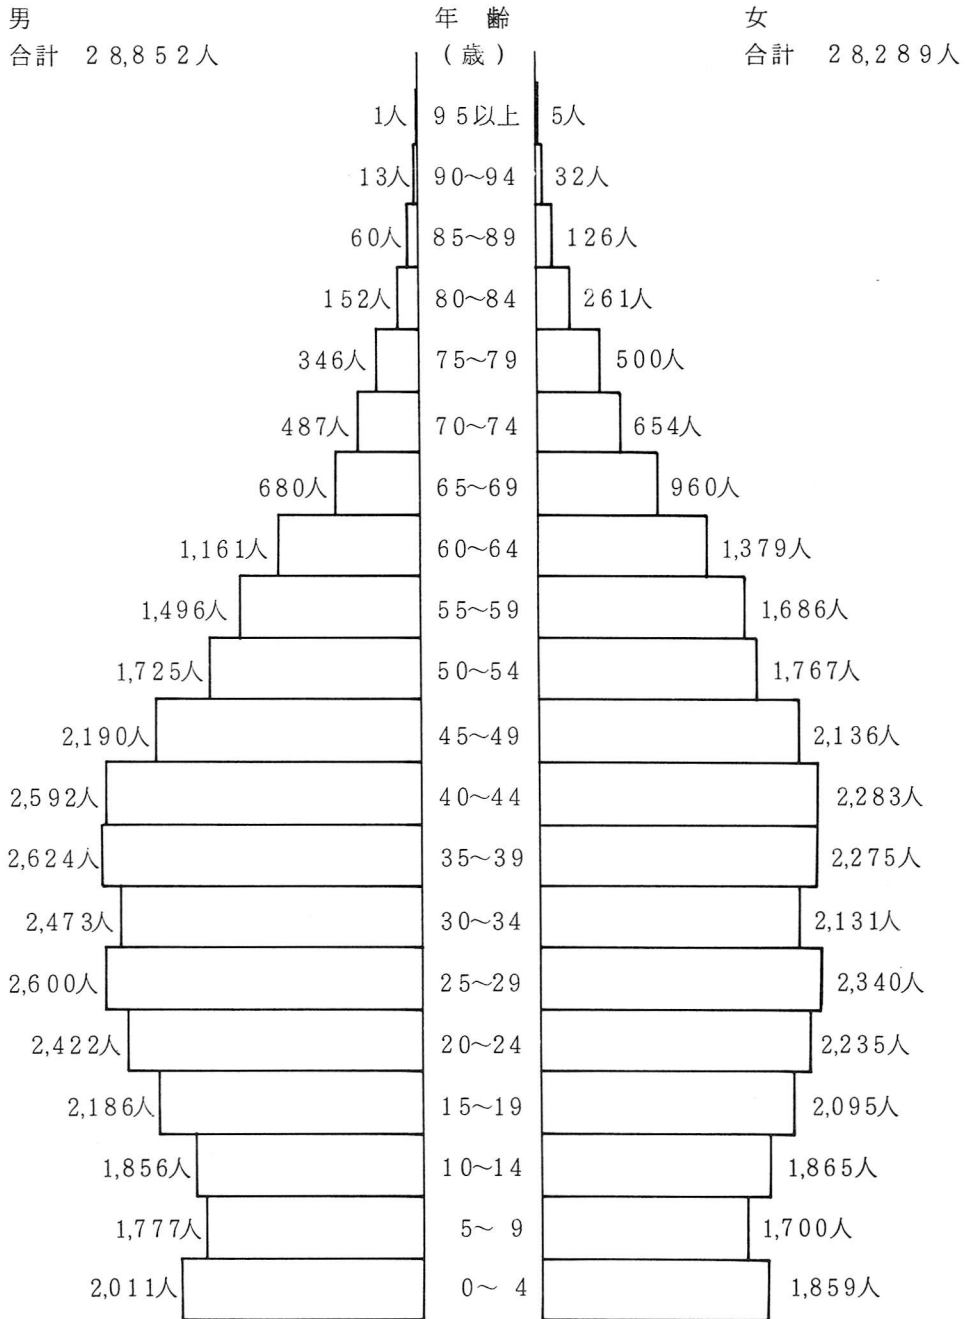 男 年 齢 女
合計 28,852人 (歳) 合計 28,289人
1人 95以上 5人
13人 90～94 32人
60人 85～89 126人
152人 80～84 261人
346人 75～79 500人
487人 70～74 654人
680人 65～69 960人
1,161人 60～64 1,379人
1,496人 55～59 1,686人
1,725人 50～54 1,767人
2,190人 45～49 2,136人
2,592人 40～44 2,283人
2,624人 35～39 2,275人
2,473人 30～34 2,131人
2,600人 25～29 2,340人
2,422人 20～24 2,235人
2,186人 15～19 2,095人
1,856人 10～14 1,865人
1,777人 5～ 9 1,700人
2,011人 0～ 4 1,859人